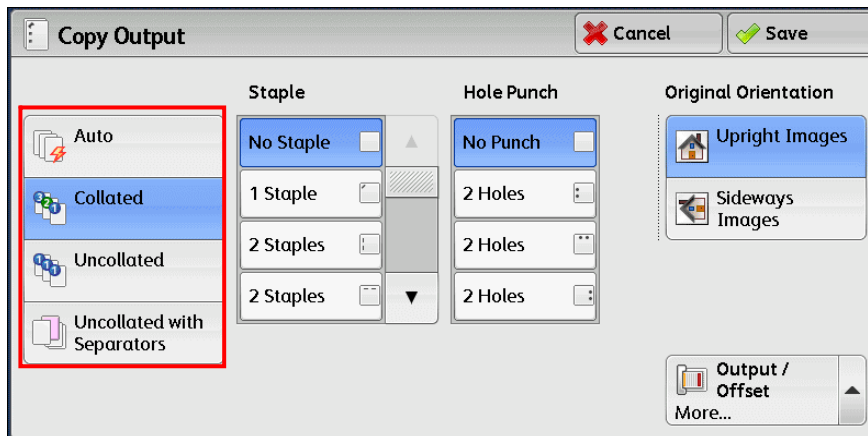 Copy Output
Cancel
Save
Auto
Collated
Uncollated
Uncollated with
Separators
Staple
No Staple
1 Staple
2 Staples
2 Staples
Hole Punch
No Punch
2 Holes
2 Holes
2 Holes
Original Orientation
Upright Images
Sideways
Images
Output /
Offset
More...